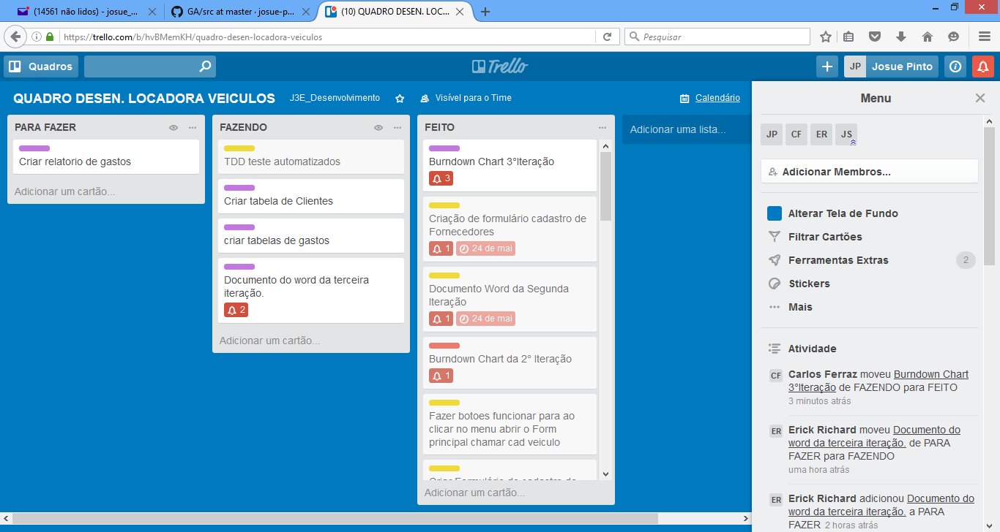 (14561 não lidos) - josue_...
GA/src at master · josue-p...
(10) QUADRO DESEN. LOC...
https://trello.com/b/hvBMemKH/quadro-desen-locadora-veiculos
Pesquisar
Quadros
Trello
JP Josue Pinto
QUADRO DESEN. LOCADORA VEICULOS
J3E_Desenvolvimento
Visível para o Time
Calendário
PARA FAZER
Criar relatorio de gastos
Adicionar um cartão...
FAZENDO
TDD teste automatizados
Criar tabela de Clientes
criar tabelas de gastos
Documento do word da terceira
iteração.
2
Adicionar um cartão...
FEITO
Burndown Chart 3°Iteração
3
Criação de formulário cadastro de
Fornecedores
1 24 de mai
Documento Word da Segunda
Iteração
1 24 de mai
Burndown Chart da 2° Iteração
1
Fazer botoes funcionar para ao
clicar no menu abrir o Form
principal chamar cad veiculo
Criar Formulário de cadastro de
Adicionar um cartão...
Adicionar uma lista...
Menu
JP CF ER JS
Adicionar Membros...
Alterar Tela de Fundo
Filtrar Cartões
Ferramentas Extras 2
Stickers
Mais
Atividade
CF Carlos Ferraz moveu Burndown Chart
3°Iteração de FAZENDO para FEITO
3 minutos atrás
ER Erick Richard moveu Documento do
word da terceira iteração. de PARA
FAZER para FAZENDO
uma hora atrás
ER Erick Richard adicionou Documento do
word da terceira iteração. a PARA
FAZER 2 horas atrás